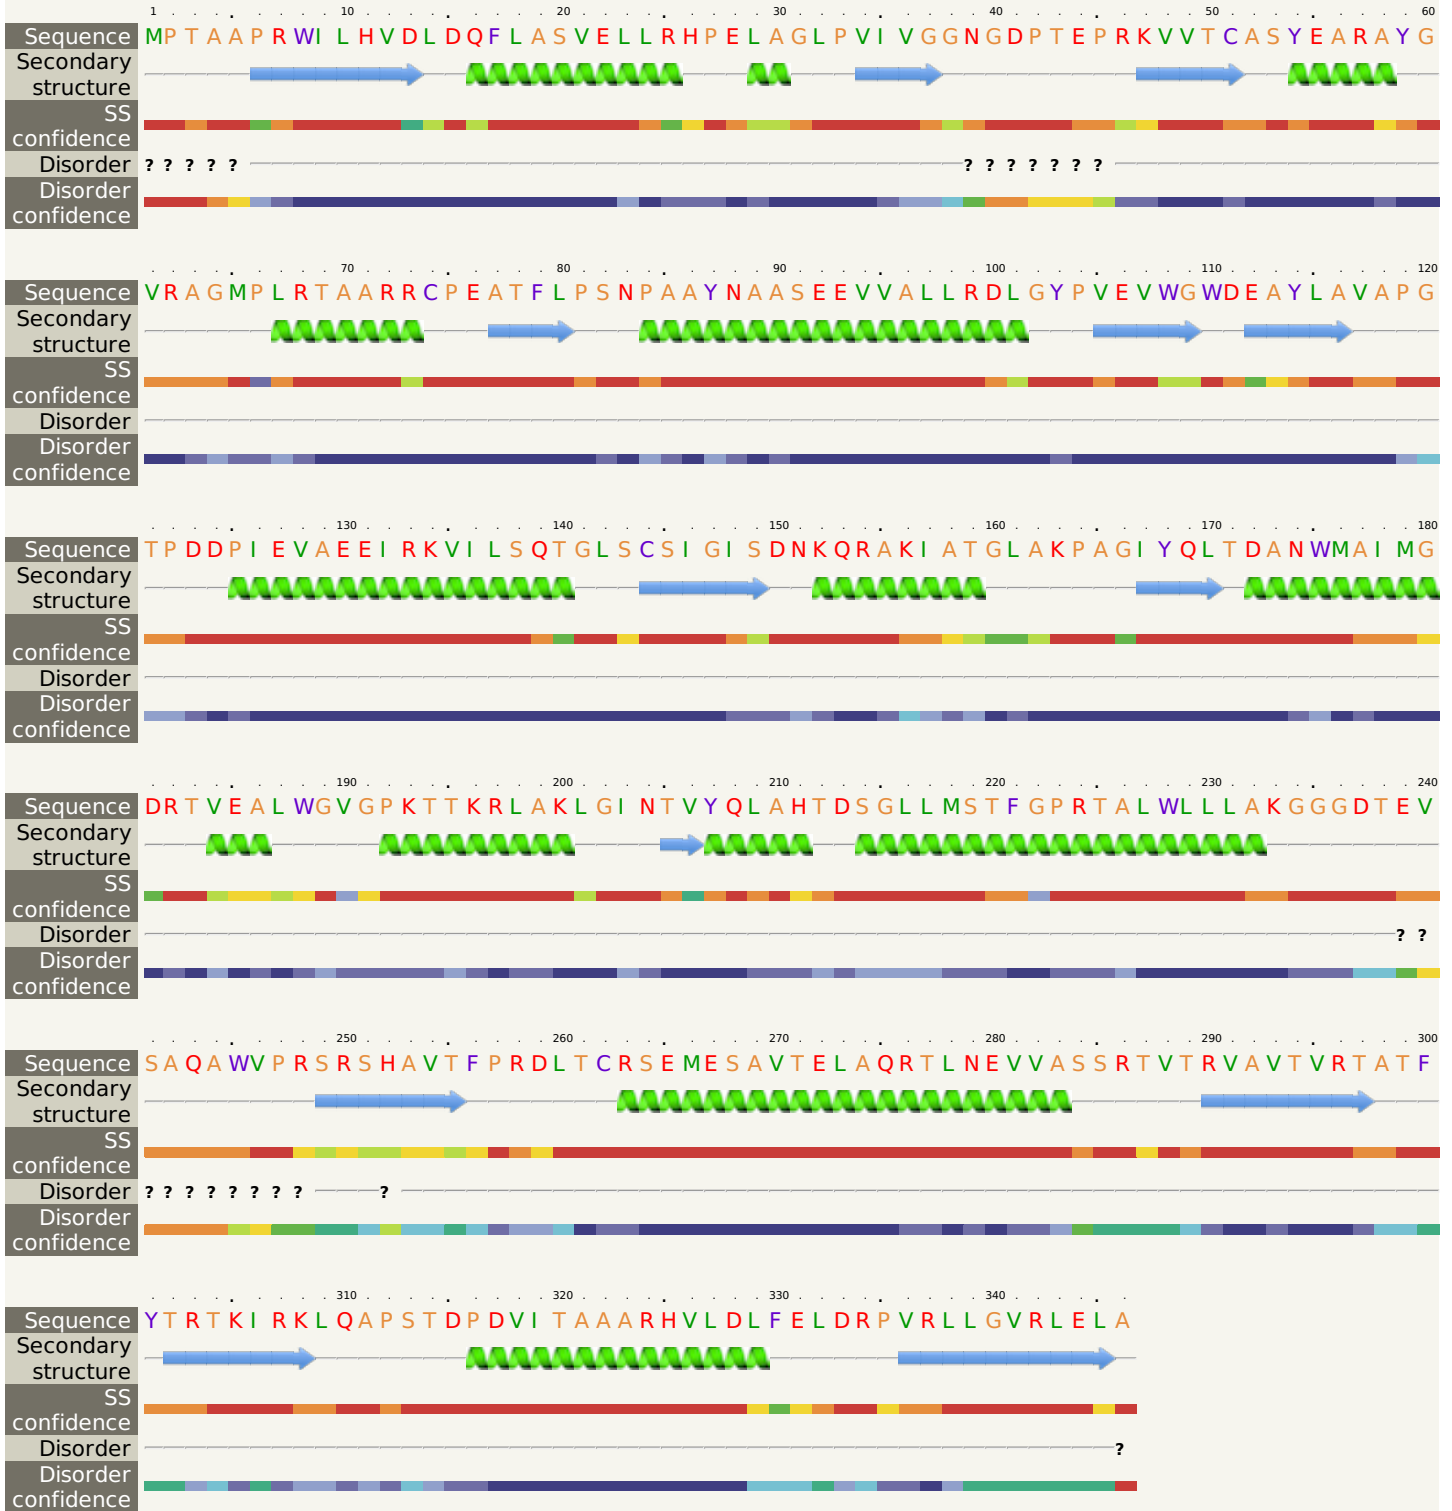 1 10 20 30 40 50 60
Sequence MPTAAPRWILHVDLDQFLASVELLRHPELAGLPVIVGGNGDPTEPRKVVTCASYEARAYG
Secondary
structure
SS
confidence
Disorder ? ? ? ? ? ? ? ? ? ? ? ?
Disorder
confidence
70 80 90 100 110 120
Sequence VRAGMPLRTAARRCPEATFLPSNPAAYNAASEEVVALLRDLGYPVEVWGWDEAYLAVAPG
Secondary
structure
SS
confidence
Disorder
Disorder
confidence
130 140 150 160 170 180
Sequence TPDDPIEVAEEIRKVILSQTGLSCSIGISDNKQRAKIATGLAKPAGIYQLTDANWMAIMG
Secondary
structure
SS
confidence
Disorder
Disorder
confidence
190 200 210 220 230 240
Sequence DRTVEALWGVGPKTTKRLAKLGINTVYQLAHTDSGLLMSTFGPRTALWLLLAKGGGDTEV
Secondary
structure
SS
confidence
Disorder ? ?
Disorder
confidence
250 260 270 280 290 300
Sequence SAQAWVPRSRSHAVTFPRDLTCRSEMESAVTELAQRTLNEVVASSRTVTRVAVTVRTATF
Secondary
structure
SS
confidence
Disorder ? ? ? ? ? ? ? ? ?
Disorder
confidence
310 320 330 340
Sequence YTRTKIRKLQAPSTDPDVITAAARHVLDLFELDRPVRLLGVRLELA
Secondary
structure
SS
confidence
Disorder ?
Disorder
confidence